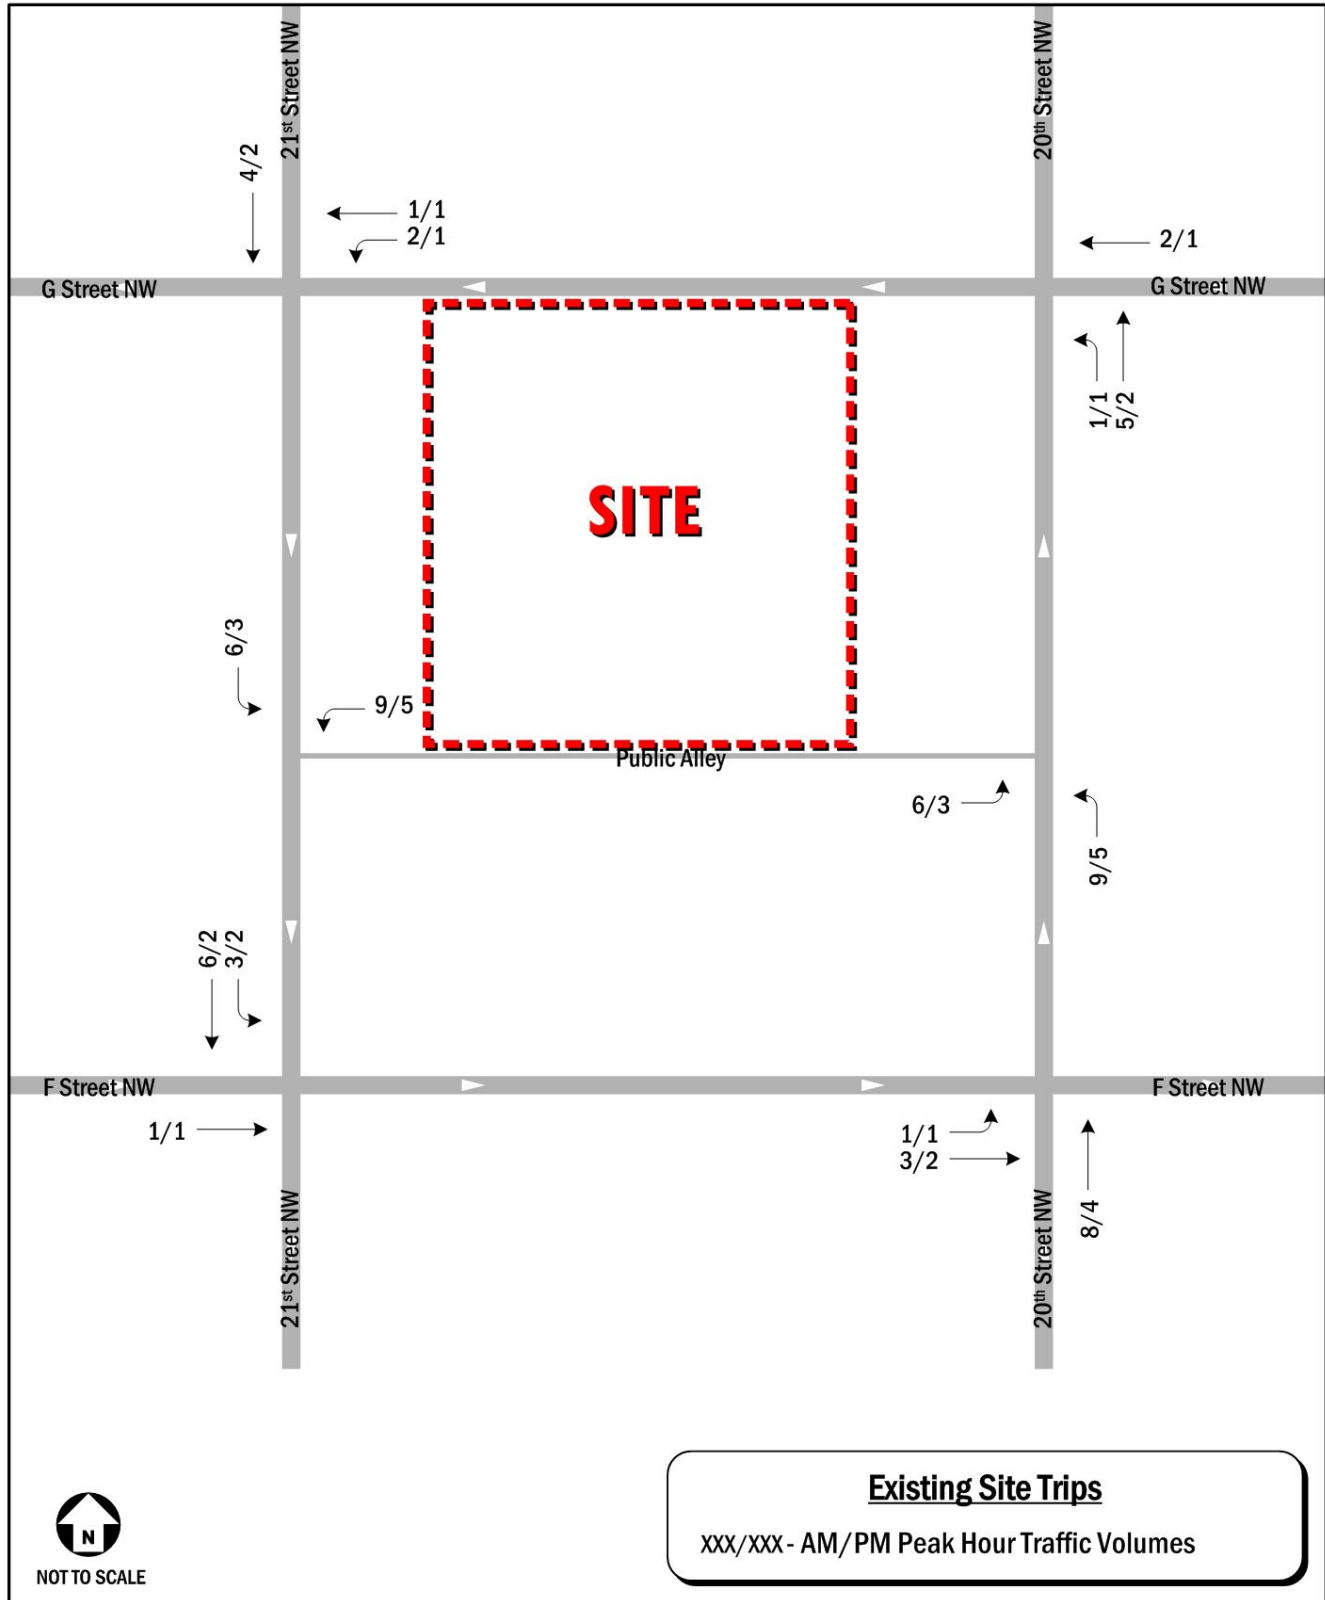 21st Street NW
20th Street NW
4/2
1/1
2/1
2/1
G Street NW
G Street NW
1/1
5/2
SITE
6/3
9/5
Public Alley
6/3
9/5
6/2
3/2
F Street NW
F Street NW
1/1
1/1
3/2
8/4
21st Street NW
20th Street NW
Existing Site Trips
XXX/XXX - AM/PM Peak Hour Traffic Volumes
N
NOT TO SCALE